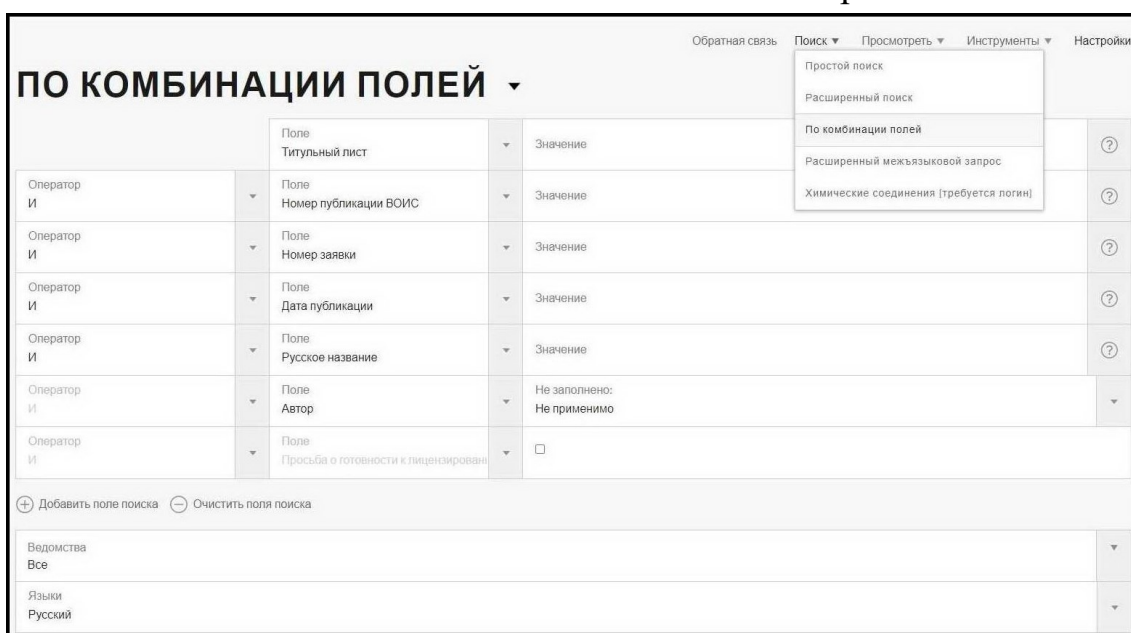 Обратная связь Поиск Просмотреть Инструменты Настройки
Простой поиск
Расширенный поиск
По комбинации полей
Расширенный межъязыковой запрос
Химические соединения [требуется логин]
ПО КОМБИНАЦИИ ПОЛЕЙ
Поле
Титульный лист
Значение
Оператор
И
Поле
Номер публикации ВОИС
Значение
Оператор
И
Поле
Номер заявки
Значение
Оператор
И
Поле
Дата публикации
Значение
Оператор
И
Поле
Русское название
Значение
Оператор
И
Поле
Автор
Не заполнено:
Не применимо
Оператор
И
Поле
Просьба о готовности к лицензирован
Добавить поле поиска Очистить поля поиска
Ведомства
Все
Языки
Русский